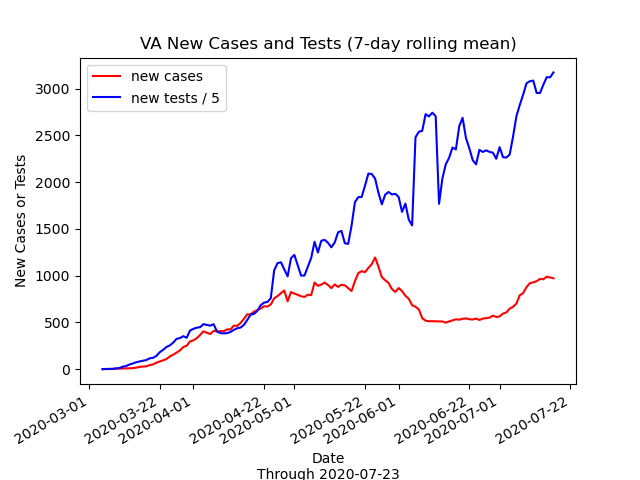 VA New Cases and Tests (7-day rolling mean)
new cases
new tests / 5
3000
2500
2000
1500
1000
500
0
New Cases or Tests
2020-03-01
2020-03-22
2020-04-01
2020-04-22
2020-05-01
2020-05-22
2020-06-01
2020-06-22
2020-07-01
2020-07-22
Date
Through 2020-07-23